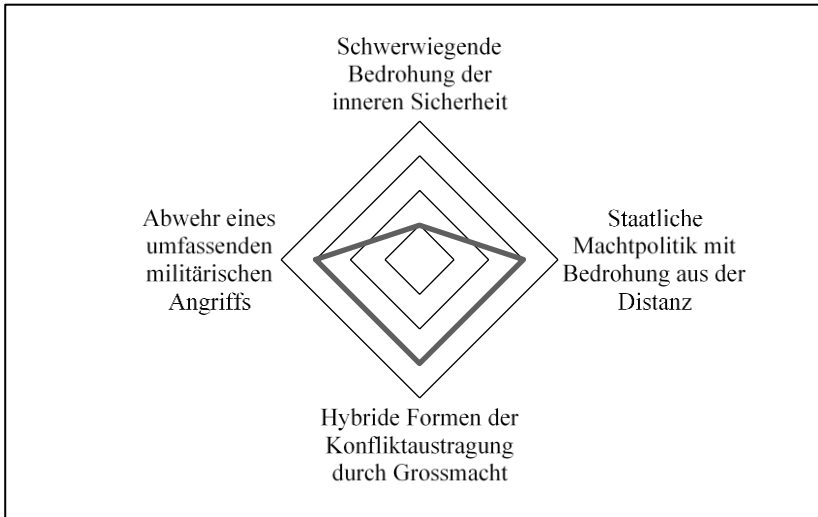 Schwerwiegende
Bedrohung der
inneren Sicherheit
Abwehr eines
umfassenden
militärischen
Angriffs
Staatliche
Machtpolitik mit
Bedrohung aus der
Distanz
Hybride Formen der
Konfliktaustragung
durch Grossmacht